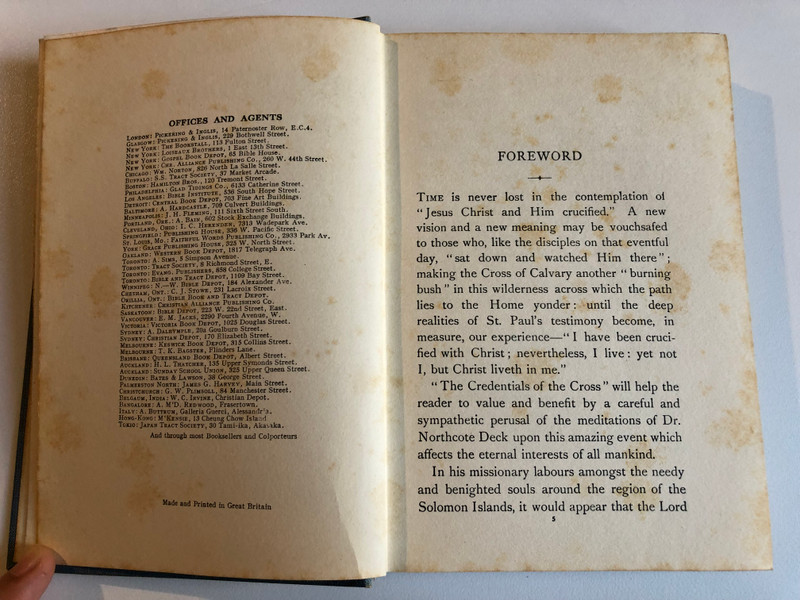 OFFICES AND AGENTS
LONDON: PICKERING & INGLIS, 14 Paternoster Row, E.C.4.
GLASGOW: PICKERING & INGLIS, 229 Bothwell Street.
NEW YORK: THE BOOKSTALL, 113 Fulton Street.
NEW YORK: LOIZEAUX BROTHERS, 1 East 13th Street.
NEW YORK: GOSPEL BOOK DEPOT, 65 Bible House.
NEW YORK: CHR. ALLIANCE PUBLISHING CO., 260 W. 44th Street.
CHICAGO: WM. NORTON, 826 North La Salle Street.
BUFFALO: S.S. TRACT SOCIETY, 37 Market Arcade.
BOSTON: HAMILTON BROS., 120 Tremont Street.
PHILADELPHIA: GLAD TIDINGS CO., 6133 Catherine Street.
LOS ANGELES: BIBLE INSTITUTE, 536 South Hope Street.
DETROIT: CENTRAL BOOK DEPOT, 703 Fine Art Buildings.
BALTIMORE: A. HARDCASTLE, 709 Culvert Buildings.
MINNEAPOLIS: J. H. FLEMING, 111 Sixth Street South.
PORTLAND, ORE.: A. BAIN, 602 Stock Exchange Buildings.
CLEVELAND, OHIO: I. C. HERENDEN, 7313 Wadepark Ave.
SPRINGFIELD: PUBLISHING HOUSE, 336 W. Pacific Street.
ST. LOUIS, MO.: FAITHFUL WORDS PUBLISHING CO., 2933 Park Av.
YORK: GRACE PUBLISHING HOUSE, 325 W. North Street.
OAKLAND: WESTERN BOOK DEPOT, 1817 Telegraph Ave.
TORONTO: A. SIMS, 5 Simpson Avenue.
TORONTO: TRACT SOCIETY, 8 Richmond Street, E.
TORONTO: EVANG. PUBLISHERS, 858 College Street.
TORONTO: BIBLE AND TRACT DEPOT, 1109 Bay Street.
WINNIPEG: N.—W. BIBLE DEPOT, 184 Alexander Ave.
CHETHAM, ONT.: C. J. STOWE, 231 Lacroix Street.
ORILLIA, ONT.: BIBLE BOOK AND TRACT DEPOT.
KITCHENER: CHRISTIAN ALLIANCE PUBLISHING CO.
SASKATOON: BIBLE DEPOT, 225 W. 22nd Street, East.
VANCOUVER: E. M. JACKS, 2290 Fourth Avenue, W.
VICTORIA: VICTORIA BOOK DEPOT, 1025 Douglas Street.
SYDNEY: A. DALRYMPLE, 20a Goulburn Street.
SYDNEY: CHRISTIAN DEPOT, 170 Elizabeth Street.
MELBOURNE: KESWICK BOOK DEPOT, 315 Collins Street.
MELBOURNE: T. K. BAGSTER, Flinders Lane.
BRISBANE: QUEENSLAND BOOK DEPOT, Albert Street.
AUCKLAND: H. L. THATCHER, 135 Upper Symonds Street.
AUCKLAND: SUNDAY SCHOOL UNION, 323 Upper Queen Street.
DUNEDIN: BATES & LAWSON, 38 George Street.
PALMERSTON NORTH: JAMES G. HARVEY, Main Street.
CHRISTCHURCH: G. W. PLIMSOLL, 84 Manchester Street.
BELGAUM, INDIA: W. C. IRVINE, Christian Depot.
BANGALORE: A. M'D. REDWOOD, Frasertown.
ITALY: A. BUTTRUM, Galleria Guerci, Alessandria.
HONG-KONG: M'KENZIE, 13 Cheung Chow Island
TOKIO: JAPAN TRACT SOCIETY, 30 Tami-ika, Akasaka.
And through most Booksellers and Colporteurs
Made and Printed in Great Britain
FOREWORD
TIME is never lost in the contemplation of
"Jesus Christ and Him crucified." A new
vision and a new meaning may be vouchsafed
to those who, like the disciples on that eventful
day, "sat down and watched Him there";
making the Cross of Calvary another "burning
bush" in this wilderness across which the path
lies to the Home yonder: until the deep
realities of St. Paul's testimony become, in
measure, our experience—"I have been cruci-
fied with Christ; nevertheless, I live: yet not
I, but Christ liveth in me."
"The Credentials of the Cross" will help the
reader to value and benefit by a careful and
sympathetic perusal of the meditations of Dr.
Northcote Deck upon this amazing event which
affects the eternal interests of all mankind.
In his missionary labours amongst the needy
and benighted souls around the region of the
Solomon Islands, it would appear that the Lord
5